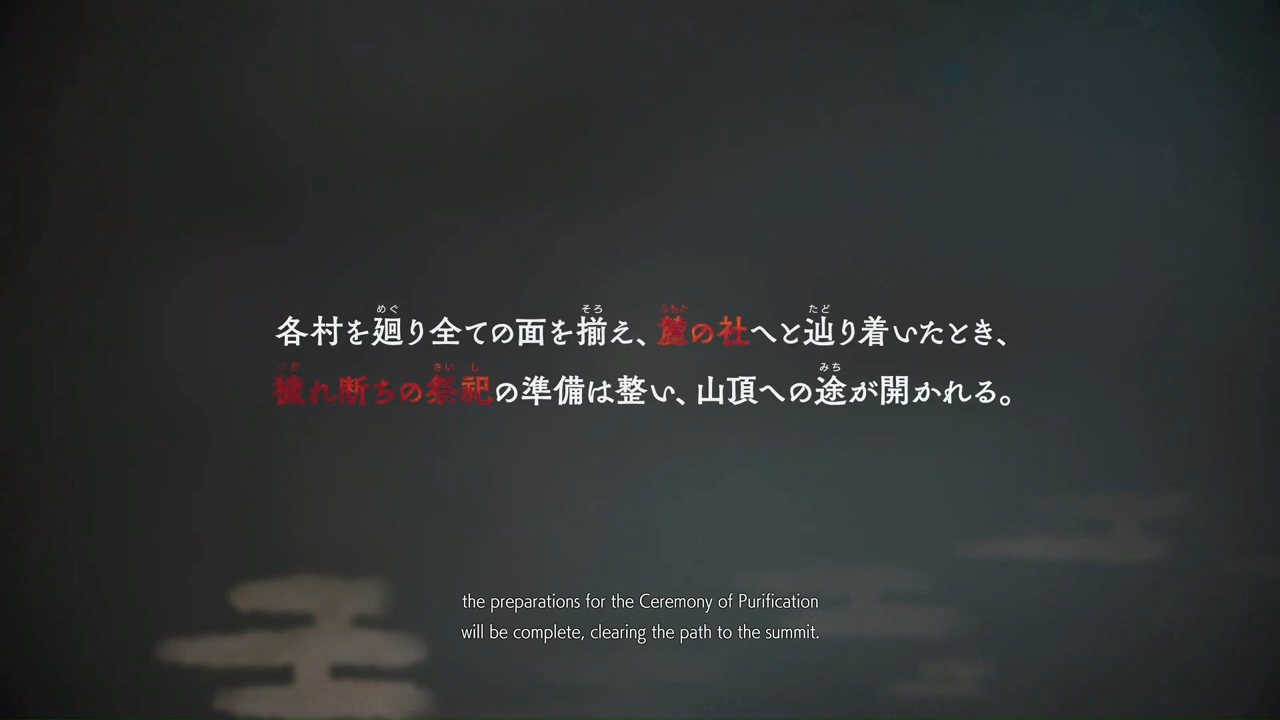 各村を廻り全ての面を揃え、麓の社へと辿り着いたとき、
穢れ断ちの祭祀の準備は整い、山頂への途が開かれる。
the preparations for the Ceremony of Purification
will be complete, clearing the path to the summit.